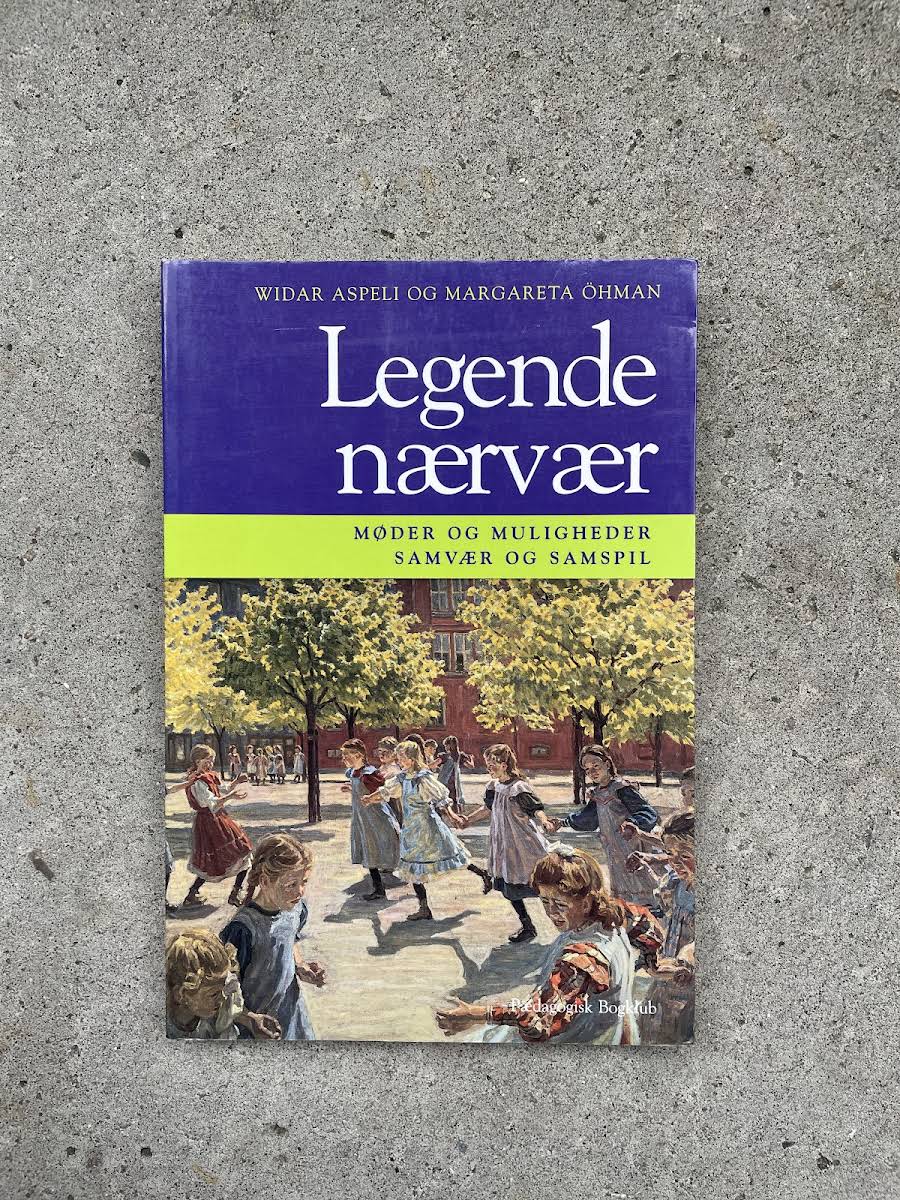 WIDAR ASPELI OG MARGARETA ÖHMAN
Legende
nærvær
MØDER OG MULIGHEDER
SAMVÆR OG SAMSPIL
Pædagogisk Bogklub